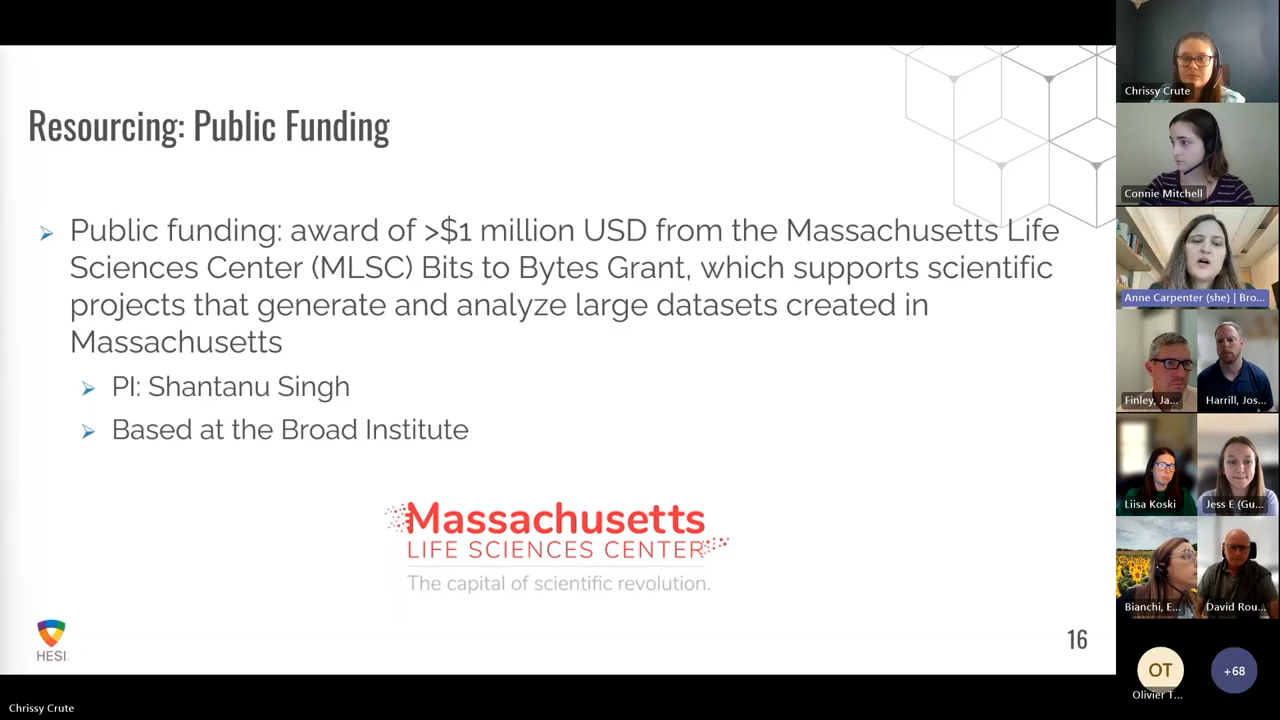 Resourcing: Public Funding
Public funding: award of >$1 million USD from the Massachusetts Life
Sciences Center (MLSC) Bits to Bytes Grant, which supports scientific
projects that generate and analyze large datasets created in
Massachusetts
PI: Shantanu Singh
Based at the Broad Institute
Massachusetts
LIFE SCIENCES CENTER
The capital of scientific revolution.
HESI
16
Chrissy Crute
Chrissy Crute
Connie Mitchell
Anne Carpenter (she) | Bro...
Finley, Ja...
Harrill, Jos...
Liisa Koski
Jess E (Gu...
Bianchi, E...
David Rou...
OT
Olivier T...
+68